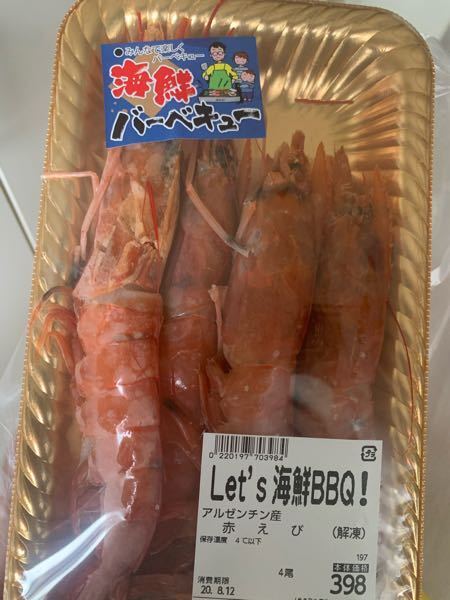 ●みんなで楽しく
バーベキュー
海鮮
バーベキュー
0 220197 703984
Let's 海鮮BBQ!
アルゼンチン産
赤えび (解凍)
保存温度 4℃以下
197
4尾
本体価格
消費期限
398
20. 8.12